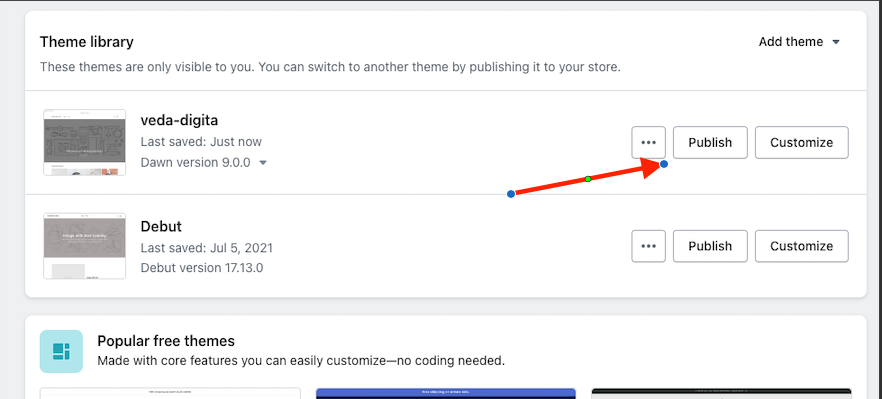 Theme library
Add theme
These themes are only visible to you. You can switch to another theme by publishing it to your store.
veda-digita
Last saved: Just now
Dawn version 9.0.0
Publish
Customize
Debut
Last saved: Jul 5, 2021
Debut version 17.13.0
Publish
Customize
Popular free themes
Made with core features you can easily customize—no coding needed.